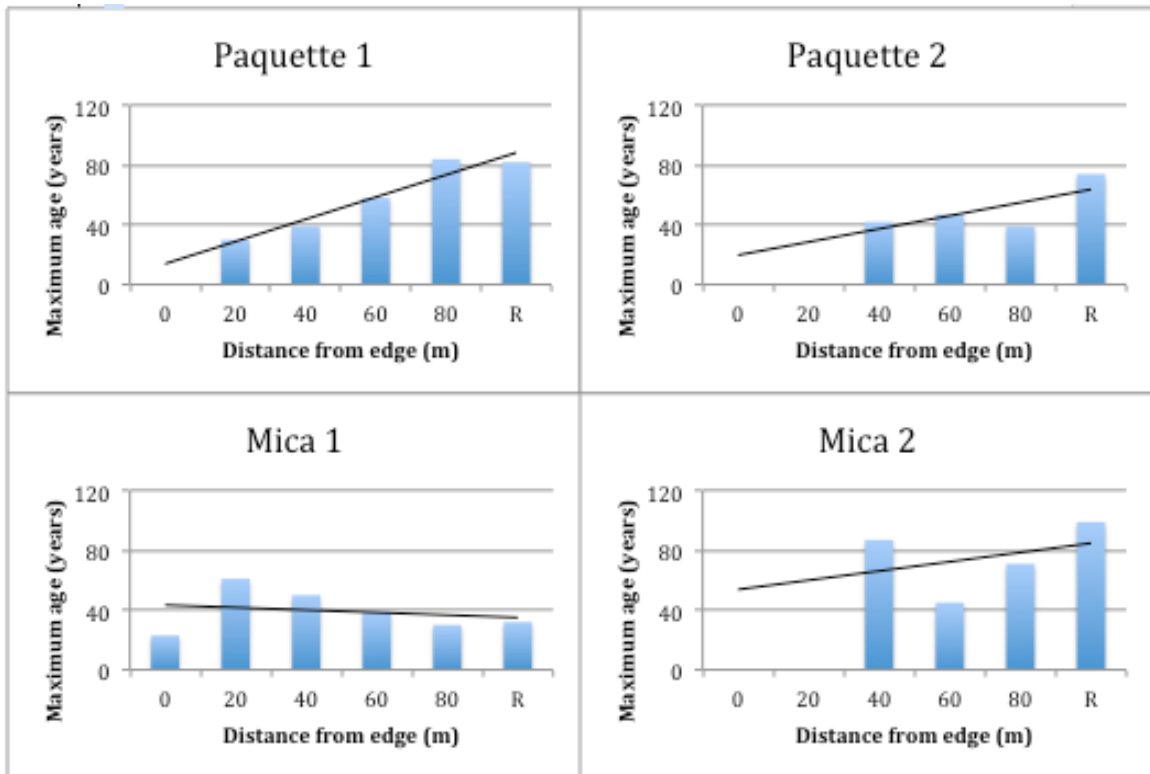 Paquette 1
Maximum age (years)
120
80
40
0
0 20 40 60 80 R
Distance from edge (m)
Paquette 2
Maximum age (years)
120
80
40
0
0 20 40 60 80 R
Distance from edge (m)
Mica 1
Maximum age (years)
120
80
40
0
0 20 40 60 80 R
Distance from edge (m)
Mica 2
Maximum age (years)
120
80
40
0
0 20 40 60 80 R
Distance from edge (m)